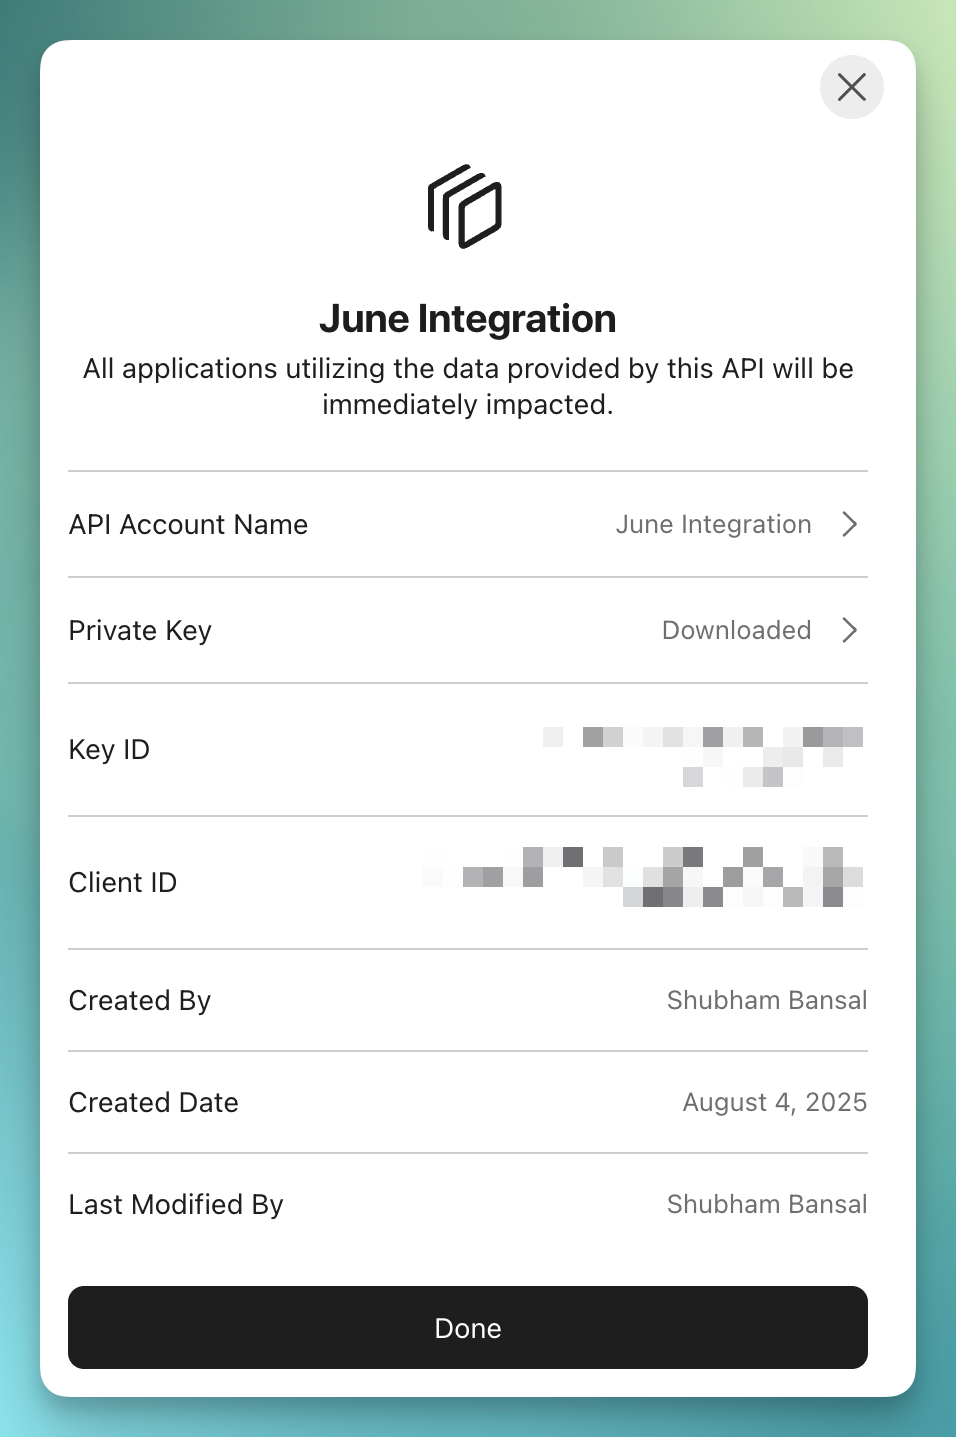 June Integration
All applications utilizing the data provided by this API will be
immediately impacted.
API Account Name June Integration
Private Key Downloaded
Key ID
Client ID
Created By Shubham Bansal
Created Date August 4, 2025
Last Modified By Shubham Bansal
Done